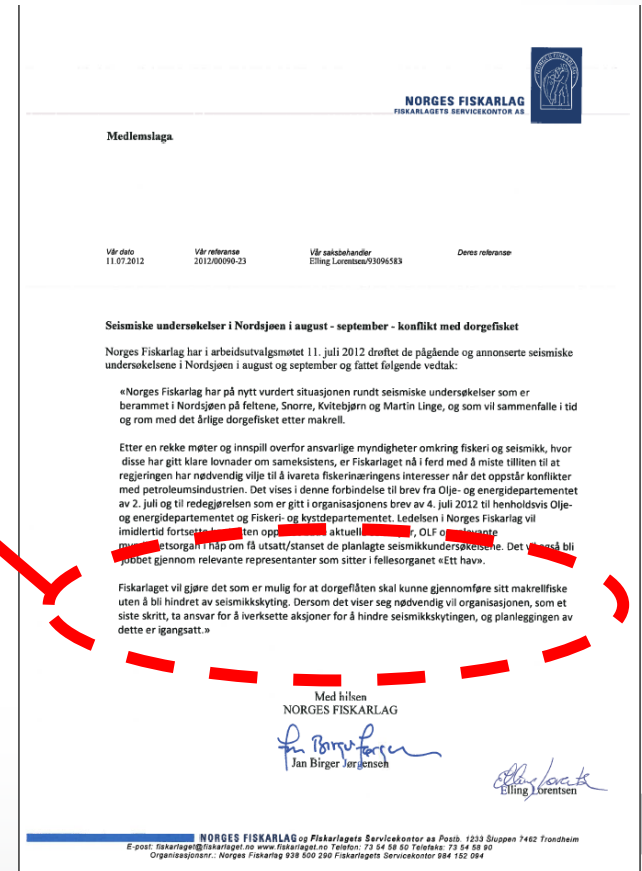 NORGES FISKARLAG
FISKARLAGETS SERVICEKONTOR AS
Medlemslaga
Vår dato Vår referanse Vår saksbehandler Deres referanse
11.07.2012 2012/00090-23 Elling Lorentsen/93096583
Seismiske undersøkelser i Nordsjøen i august - september - konflikt med dorgefisket
Norges Fiskarlag har i arbeidsutvalgsmøtet 11. juli 2012 drøftet de pågående og annonserte seismiske
undersøkelsene i Nordsjøen i august og september og fattet følgende vedtak:
«Norges Fiskarlag har på nytt vurdert situasjonen rundt seismiske undersøkelser som er
berammet i Nordsjøen på feltene, Snorre, Kvitebjørn og Martin Linge, og som vil sammenfalle i tid
og rom med det årlige dorgefisket etter makrell.
Etter en rekke møter og innspill overfor ansvarlige myndigheter omkring fiskeri og seismikk, hvor
disse har gitt klare lovnader om sameksistens, er Fiskarlaget nå i ferd med å miste tilliten til at
regjeringen har nødvendig vilje til å ivareta fiskerinæringens interesser når det oppstår konflikter
med petroleumsindustrien. Det vises i denne forbindelse til brev fra Olje- og energidepartementet
av 2. juli og til redegjørelsen som er gitt i organisasjonens brev av 4. juli 2012 til henholdsvis Olje-
og energidepartementet og Fiskeri- og kystdepartementet. Ledelsen i Norges Fiskarlag vil
imidlertid fortsette aktuelle OLF
i håp om få utsatt/stanset de planlagte seismikkundersøkelsene. Det vil også bli
jobbet gjennom relevante representanter som sitter i fellesorganet «Ett hav».
Fiskarlaget vil gjøre det som er mulig for at dorgeflåten skal kunne gjennomføre sitt makrellfiske
uten å bli hindret av seismikkskyting. Dersom det viser seg nødvendig vil organisasjonen, som et
siste skritt, ta ansvar for å iverksette aksjoner for å hindre seismikkskytingen, og planleggingen av
dette er igangsatt.»
Med hilsen
NORGES FISKARLAG
Jan Birger Jørgensen
Elling Lorentsen
NORGES FISKARLAG og Fiskarlagets Servicekontor as Postb. 1233 Sluppen 7462 Trondheim
E-post: fiskarlaget@fiskarlaget.no www.fiskarlaget.no Telefon: 73 54 58 50 Telefaks: 73 54 58 90
Organisasjonsnr.: Norges Fiskarlag 938 500 290 Fiskarlagets Servicekontor 984 152 094